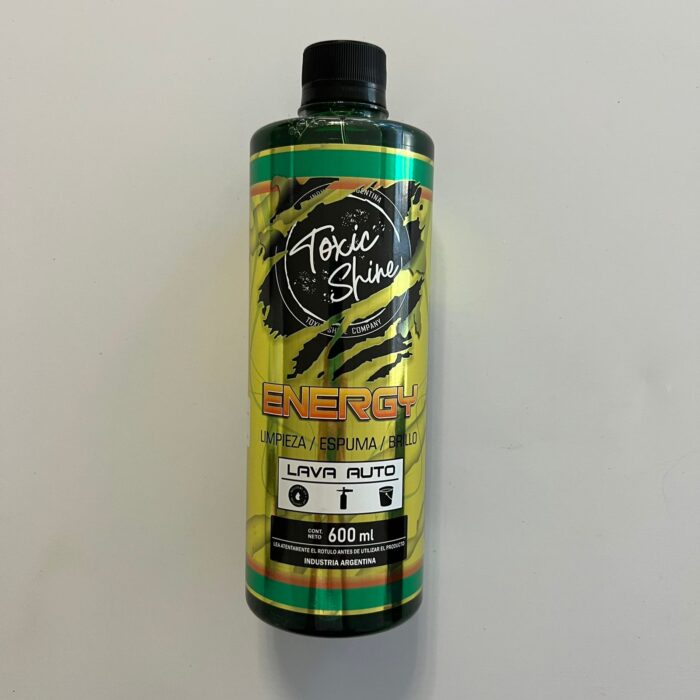 Toxic
Shine
COMPANY
ENERGY
LIMPIEZA / ESPUMA / BRILLO
LAVA AUTO
CONT.
NETO 600 ml
LEA ATENTAMENTE EL ROTULO ANTES DE UTILIZAR EL PRODUCTO
INDUSTRIA ARGENTINA